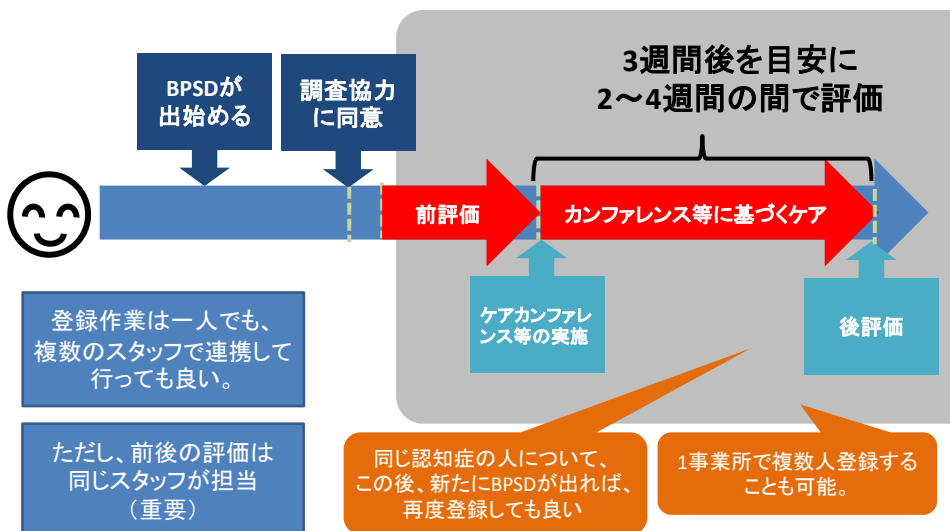 BPSDが
出始める
調査協力
に同意
3週間後を目安に
2～4週間の間で評価
前評価
カンファレンス等に基づくケア
ケアカンファレ
ンス等の実施
後評価
登録作業は一人でも、
複数のスタッフで連携して
行っても良い。
ただし、前後の評価は
同じスタッフが担当
（重要）
同じ認知症の人について、
この後、新たにBPSDが出れば、
再度登録しても良い
1事業所で複数人登録する
ことも可能。